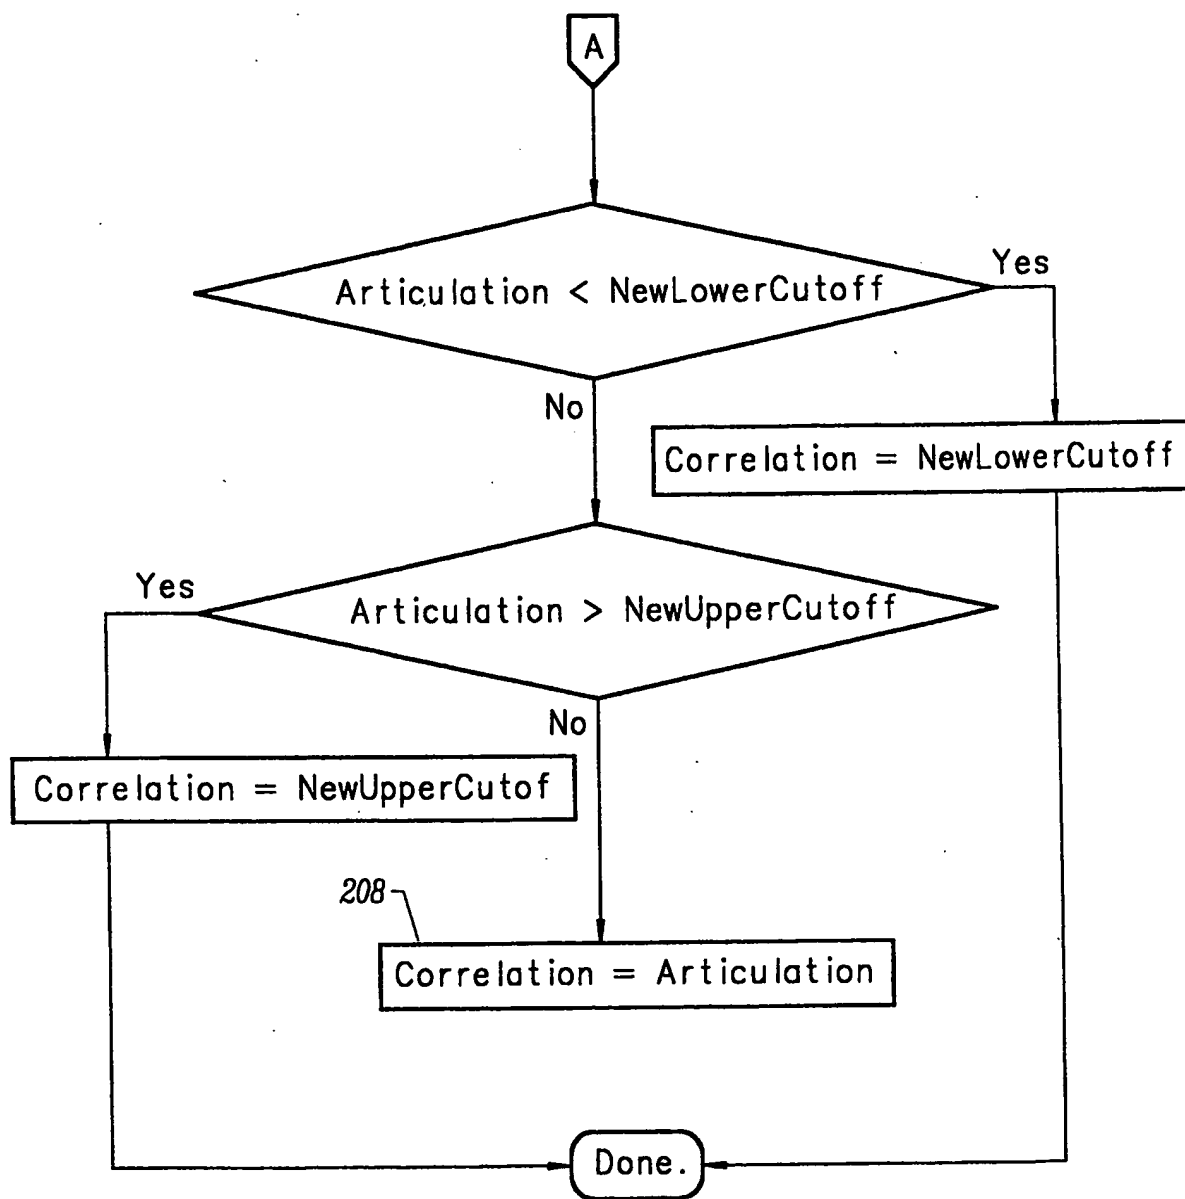 A
Articulation < NewLowerCutoff
Yes
No
Correlation = NewLowerCutoff
Yes
Articulation > NewUpperCutoff
No
Correlation = NewUpperCutof
208
Correlation = Articulation
Done.